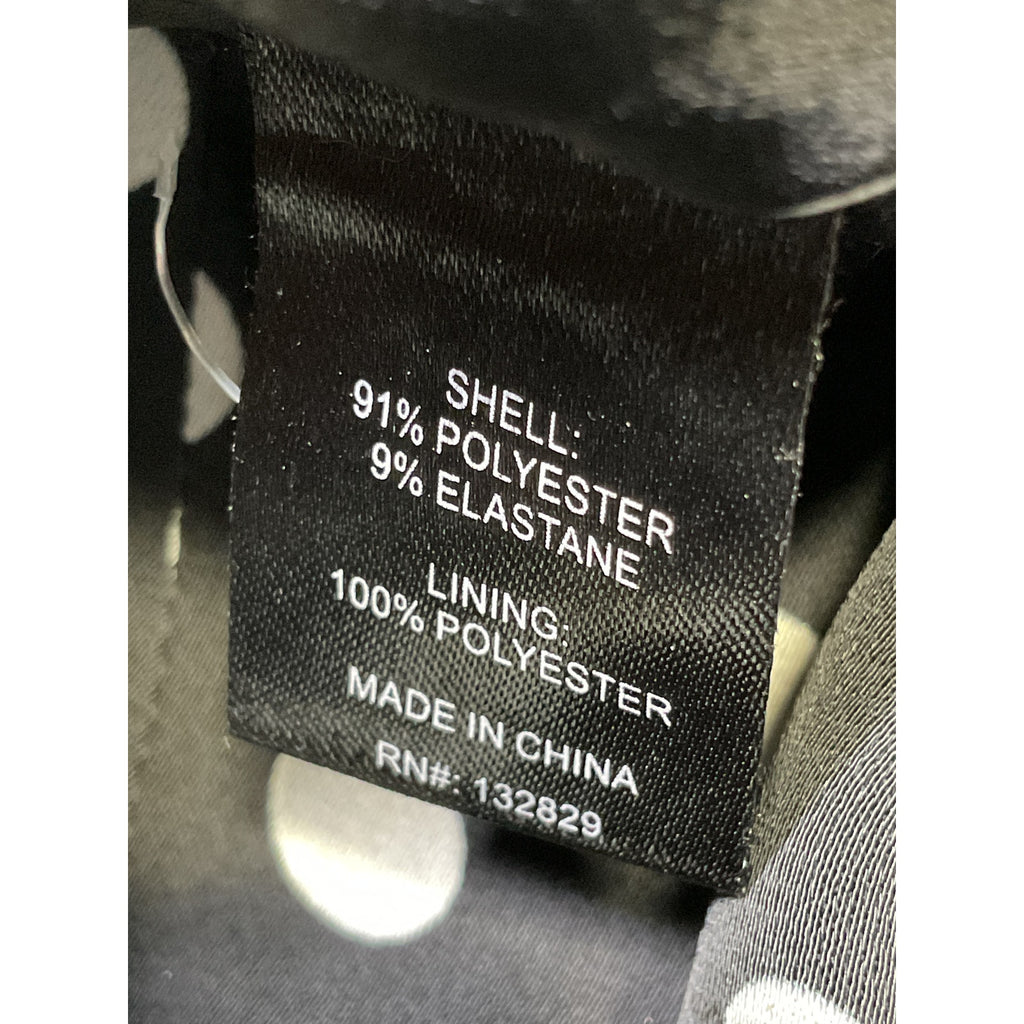 SHELL:
91% POLYESTER
9% ELASTANE
LINING:
100% POLYESTER
MADE IN CHINA
RN#: 132829